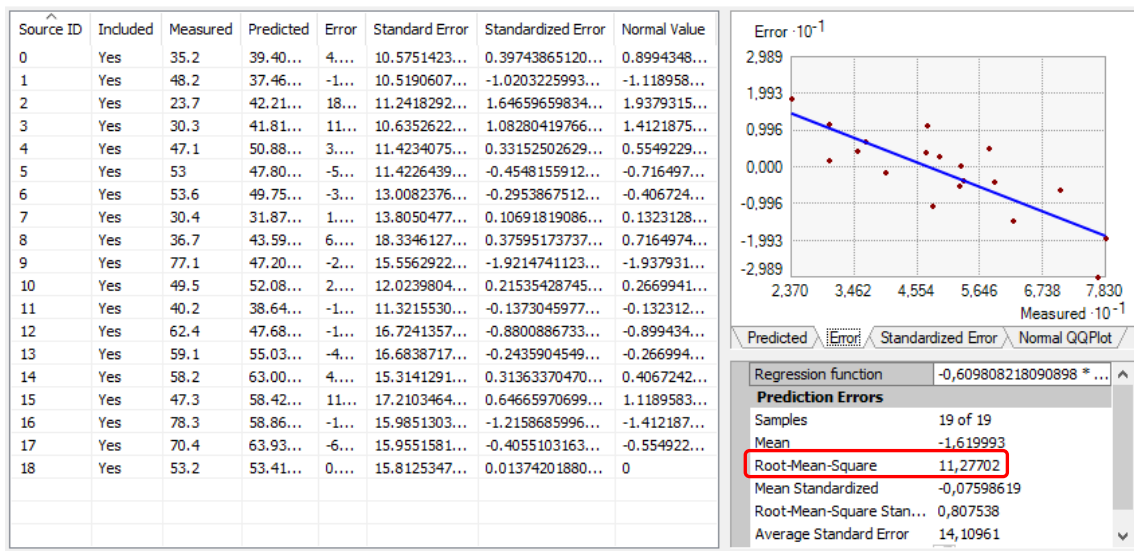 Source ID Included Measured Predicted Error Standard Error Standardized Error Normal Value
0 Yes 35.2 39.40... 4.... 10.5751423... 0.39743865120... 0.8994348...
1 Yes 48.2 37.46... -1... 10.5190607... -1.0203225993... -1.118958...
2 Yes 23.7 42.21... 18... 11.2418292... 1.64659659834... 1.9379315...
3 Yes 30.3 41.81... 11... 10.6352622... 1.08280419766... 1.4121875...
4 Yes 47.1 50.88... 3.... 11.4234075... 0.33152502629... 0.5549229...
5 Yes 53 47.80... -5... 11.4226439... -0.4548155912... -0.716497...
6 Yes 53.6 49.75... -3... 13.0082376... -0.2953867512... -0.406724...
7 Yes 30.4 31.87... 1.... 13.8050477... 0.10691819086... 0.1323128...
8 Yes 36.7 43.59... 6.... 18.3346127... 0.37595173737... 0.7164974...
9 Yes 77.1 47.20... -2... 15.5562922... -1.9214741123... -1.937931...
10 Yes 49.5 52.08... 2.... 12.0239804... 0.21535428745... 0.2669941...
11 Yes 40.2 38.64... -1... 11.3215530... -0.1373045977... -0.132312...
12 Yes 62.4 47.68... -1... 16.7241357... -0.8800886733... -0.899434...
13 Yes 59.1 55.03... -4... 16.6838717... -0.2435904549... -0.266994...
14 Yes 58.2 63.00... 4.... 15.3141291... 0.31363370470... 0.4067242...
15 Yes 47.3 58.42... 11... 17.2103464... 0.64665970699... 1.1189583...
16 Yes 78.3 58.86... -1... 15.9851303... -1.2158685996... -1.412187...
17 Yes 70.4 63.93... -6... 15.9551581... -0.4055103163... -0.554922...
18 Yes 53.2 53.41... 0.... 15.8125347... 0.01374201880... 0
Error ·10-1
2,989
1,993
0,996
0,000
-0,996
-1,993
-2,989
2,370 3,462 4,554 5,646 6,738 7,830
Measured ·10-1
Predicted Error Standardized Error Normal QQPlot
Regression function -0,609808218090898 * ...
Prediction Errors
Samples 19 of 19
Mean -1,619993
Root-Mean-Square 11,27702
Mean Standardized -0,07598619
Root-Mean-Square Stan... 0,807538
Average Standard Error 14,10961